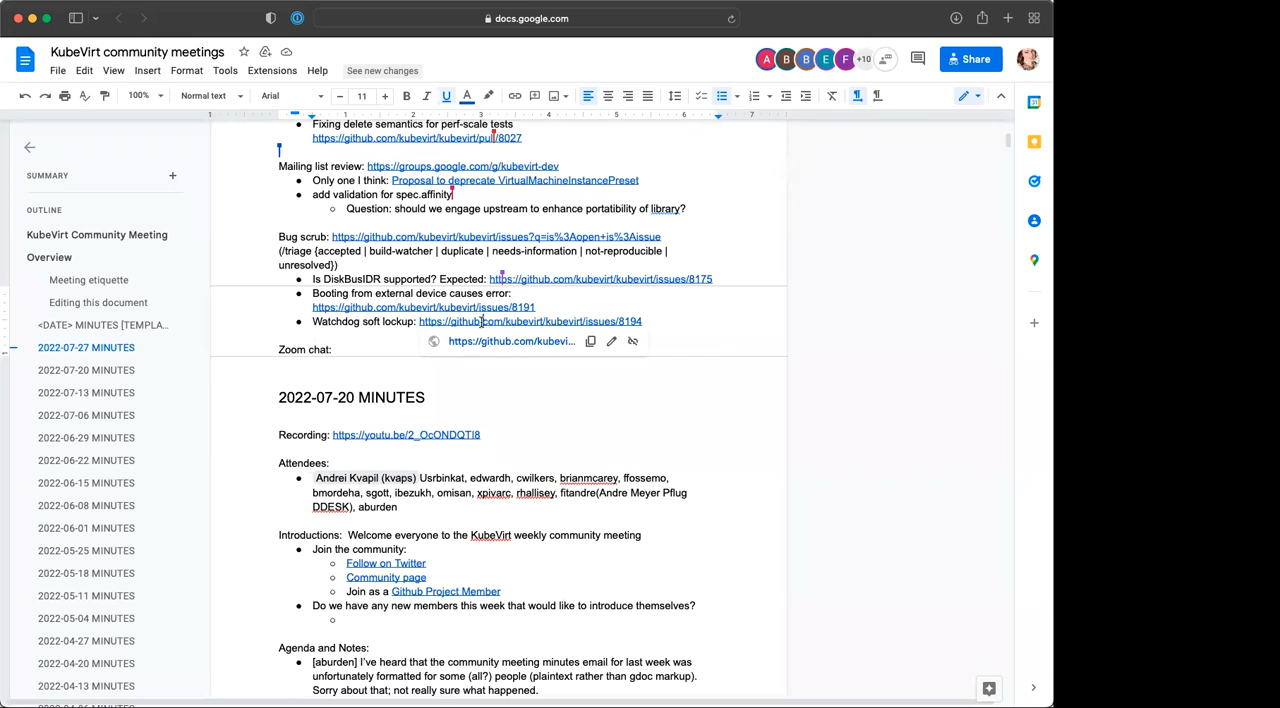 docs.google.com
KubeVirt community meetings
File Edit View Insert Format Tools Extensions Help See new changes
A B B E F +10 Share
100% Normal text Arial 11 B I U A
1 1 2 3 4 5 6 7
SUMMARY
OUTLINE
KubeVirt Community Meeting
Overview
Meeting etiquette
Editing this document
<DATE> MINUTES [TEMPLA...
2022-07-27 MINUTES
2022-07-20 MINUTES
2022-07-13 MINUTES
2022-07-06 MINUTES
2022-06-29 MINUTES
2022-06-22 MINUTES
2022-06-15 MINUTES
2022-06-08 MINUTES
2022-06-01 MINUTES
2022-05-25 MINUTES
2022-05-18 MINUTES
2022-05-11 MINUTES
2022-05-04 MINUTES
2022-04-27 MINUTES
2022-04-20 MINUTES
2022-04-13 MINUTES
2022-04-06 MINUTES
Fixing delete semantics for perf-scale tests
https://github.com/kubevirt/kubevirt/pull/8027
Mailing list review: https://groups.google.com/g/kubevirt-dev
Only one I think: Proposal to deprecate VirtualMachineInstancePreset
add validation for spec.affinity
Question: should we engage upstream to enhance portatibility of library?
Bug scrub: https://github.com/kubevirt/kubevirt/issues?q=is%3Aopen+is%3Aissue
(/triage {accepted | build-watcher | duplicate | needs-information | not-reproducible |
unresolved})
Is DiskBusIDR supported? Expected: https://github.com/kubevirt/kubevirt/issues/8175
Booting from external device causes error:
https://github.com/kubevirt/kubevirt/issues/8191
Watchdog soft lockup: https://github.com/kubevirt/kubevirt/issues/8194
https://github.com/kubevi...
Zoom chat:
2022-07-20 MINUTES
Recording: https://youtu.be/2_OcONDQTI8
Attendees:
Andrei Kvapil (kvaps) Usrbinkat, edwardh, cwilkers, brianmcarey, ffossemo,
bmordeha, sgott, ibezukh, omisan, xpivarc, rhallisey, fitandre(Andre Meyer Pflug
DDESK), aburden
Introductions: Welcome everyone to the KubeVirt weekly community meeting
Join the community:
Follow on Twitter
Community page
Join as a Github Project Member
Do we have any new members this week that would like to introduce themselves?
Agenda and Notes:
[aburden] I've heard that the community meeting minutes email for last week was
unfortunately formatted for some (all?) people (plaintext rather than gdoc markup).
Sorry about that; not really sure what happened.